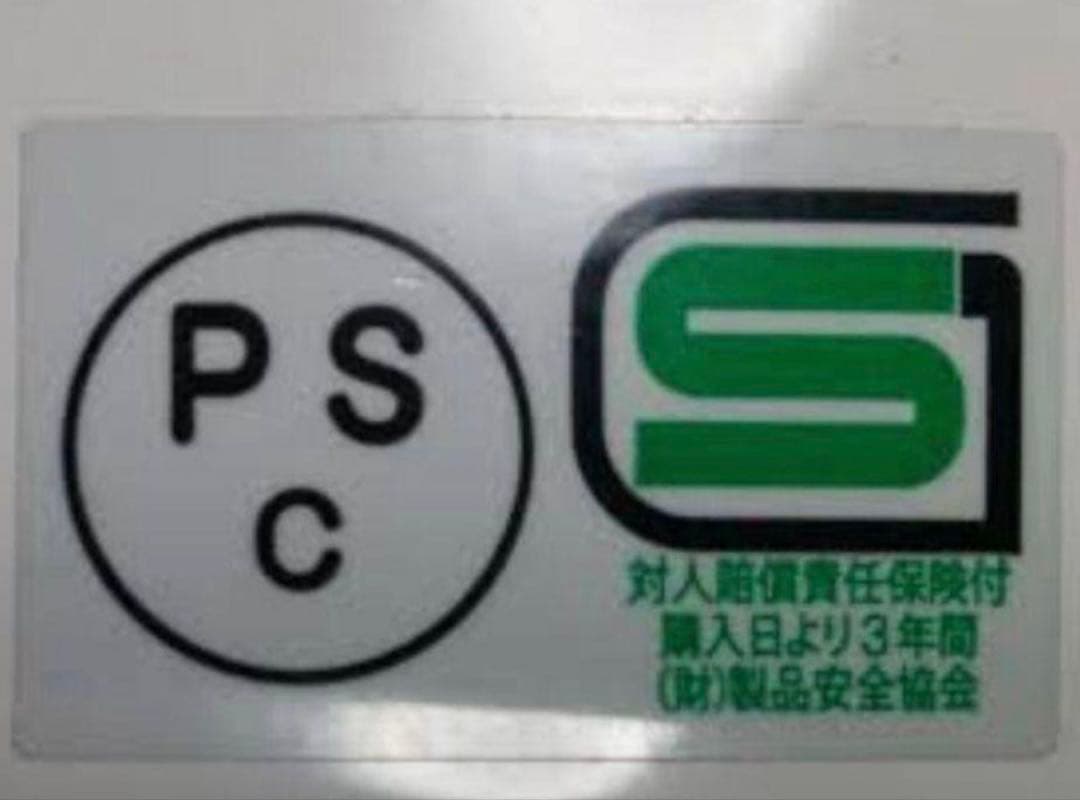 P S
C
SG
対人賠償責任保険付
購入日より3年間
(財)製品安全協会